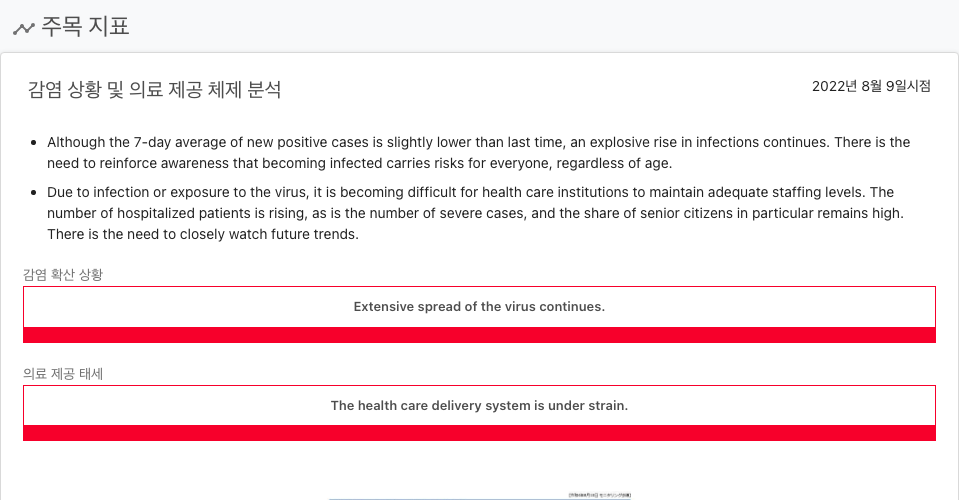 주목 지표
감염 상황 및 의료 제공 체제 분석
2022년 8월 9일시점
Although the 7-day average of new positive cases is slightly lower than last time, an explosive rise in infections continues. There is the
need to reinforce awareness that becoming infected carries risks for everyone, regardless of age.
Due to infection or exposure to the virus, it is becoming difficult for health care institutions to maintain adequate staffing levels. The
number of hospitalized patients is rising, as is the number of severe cases, and the share of senior citizens in particular remains high.
There is the need to closely watch future trends.
감염 확산 상황
Extensive spread of the virus continues.
의료 제공 태세
The health care delivery system is under strain.